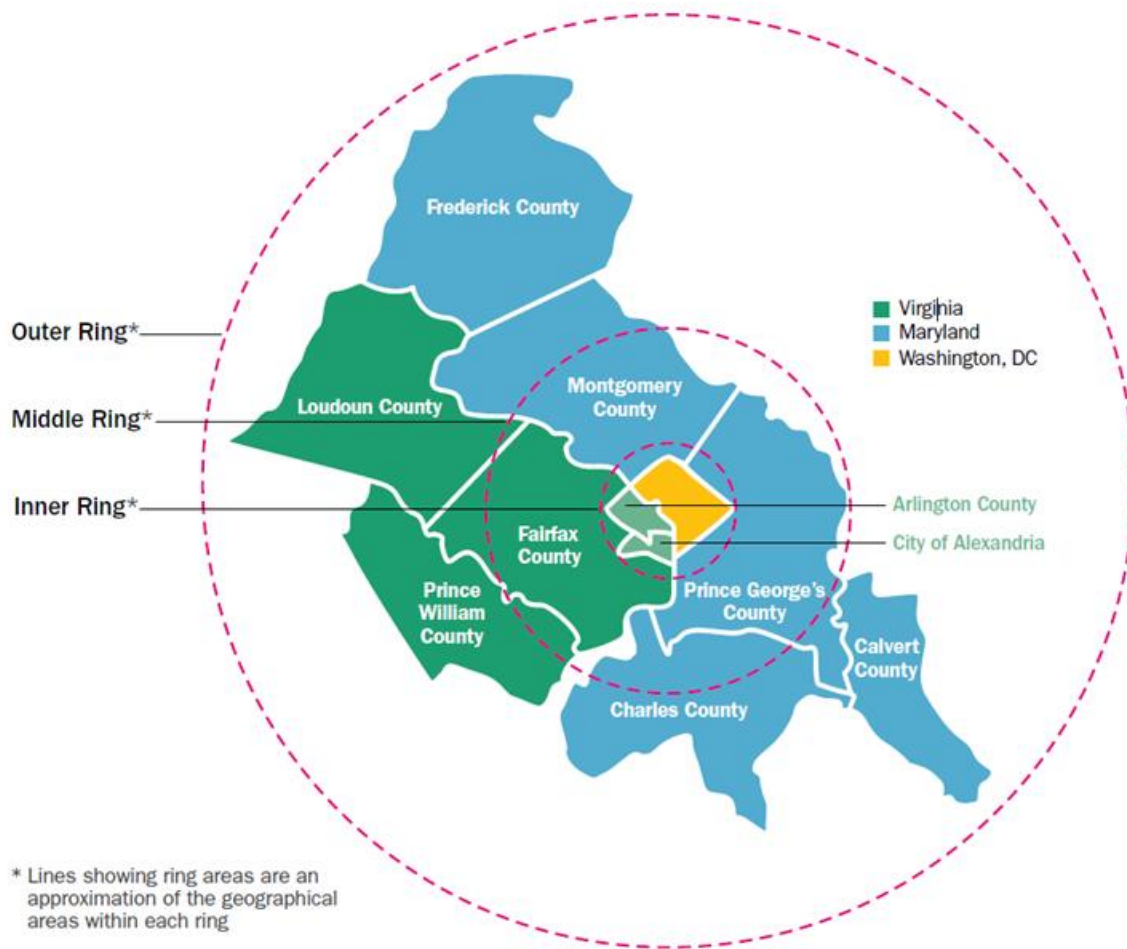 Frederick County
Virginia
Maryland
Washington, DC
Outer Ring*
Middle Ring*
Inner Ring*
Loudoun County
Montgomery
County
Arlington County
City of Alexandria
Fairfax
County
Prince
William
County
Prince George's
County
Calvert
County
Charles County
* Lines showing ring areas are an
approximation of the geographical
areas within each ring